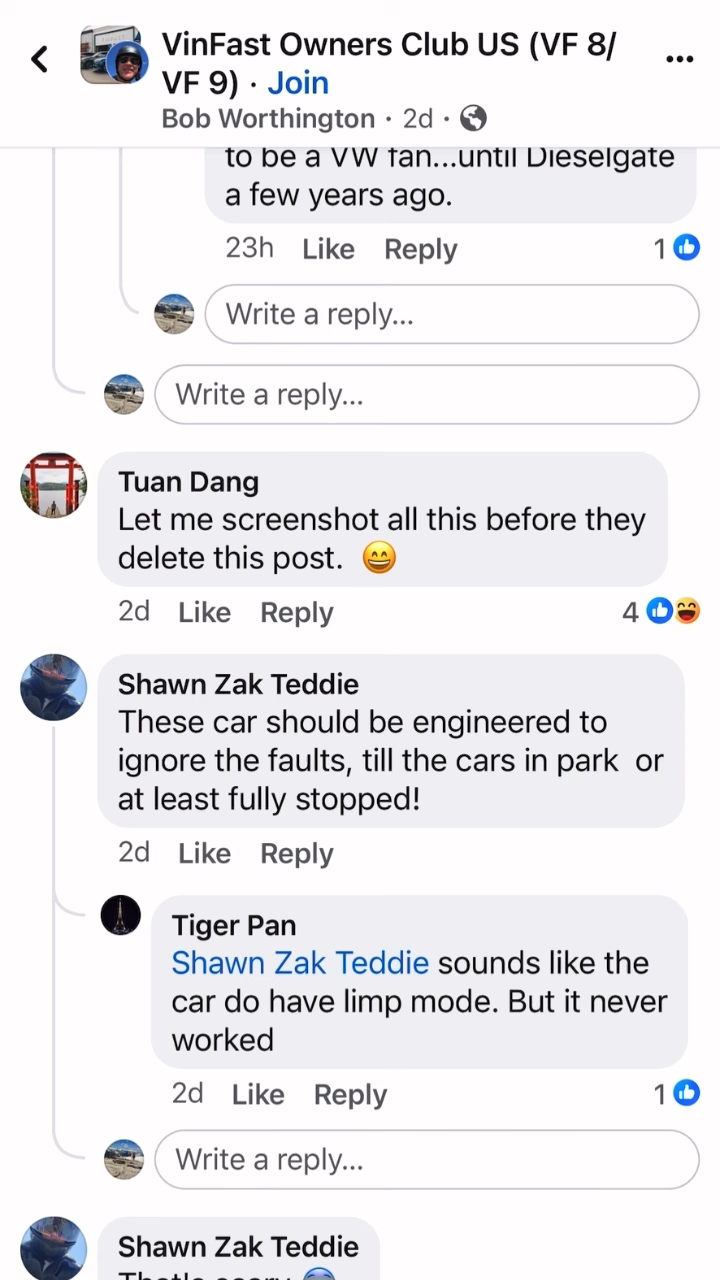 VinFast Owners Club US (VF 8/
VF 9) · Join
Bob Worthington · 2d ·
to be a VW fan...until Dieselgate
a few years ago.
23h Like Reply 1
Write a reply...
Write a reply...
Tuan Dang
Let me screenshot all this before they
delete this post. 😄
2d Like Reply 4
Shawn Zak Teddie
These car should be engineered to
ignore the faults, till the cars in park or
at least fully stopped!
2d Like Reply
Tiger Pan
Shawn Zak Teddie sounds like the
car do have limp mode. But it never
worked
2d Like Reply 1
Write a reply...
Shawn Zak Teddie
That's scary